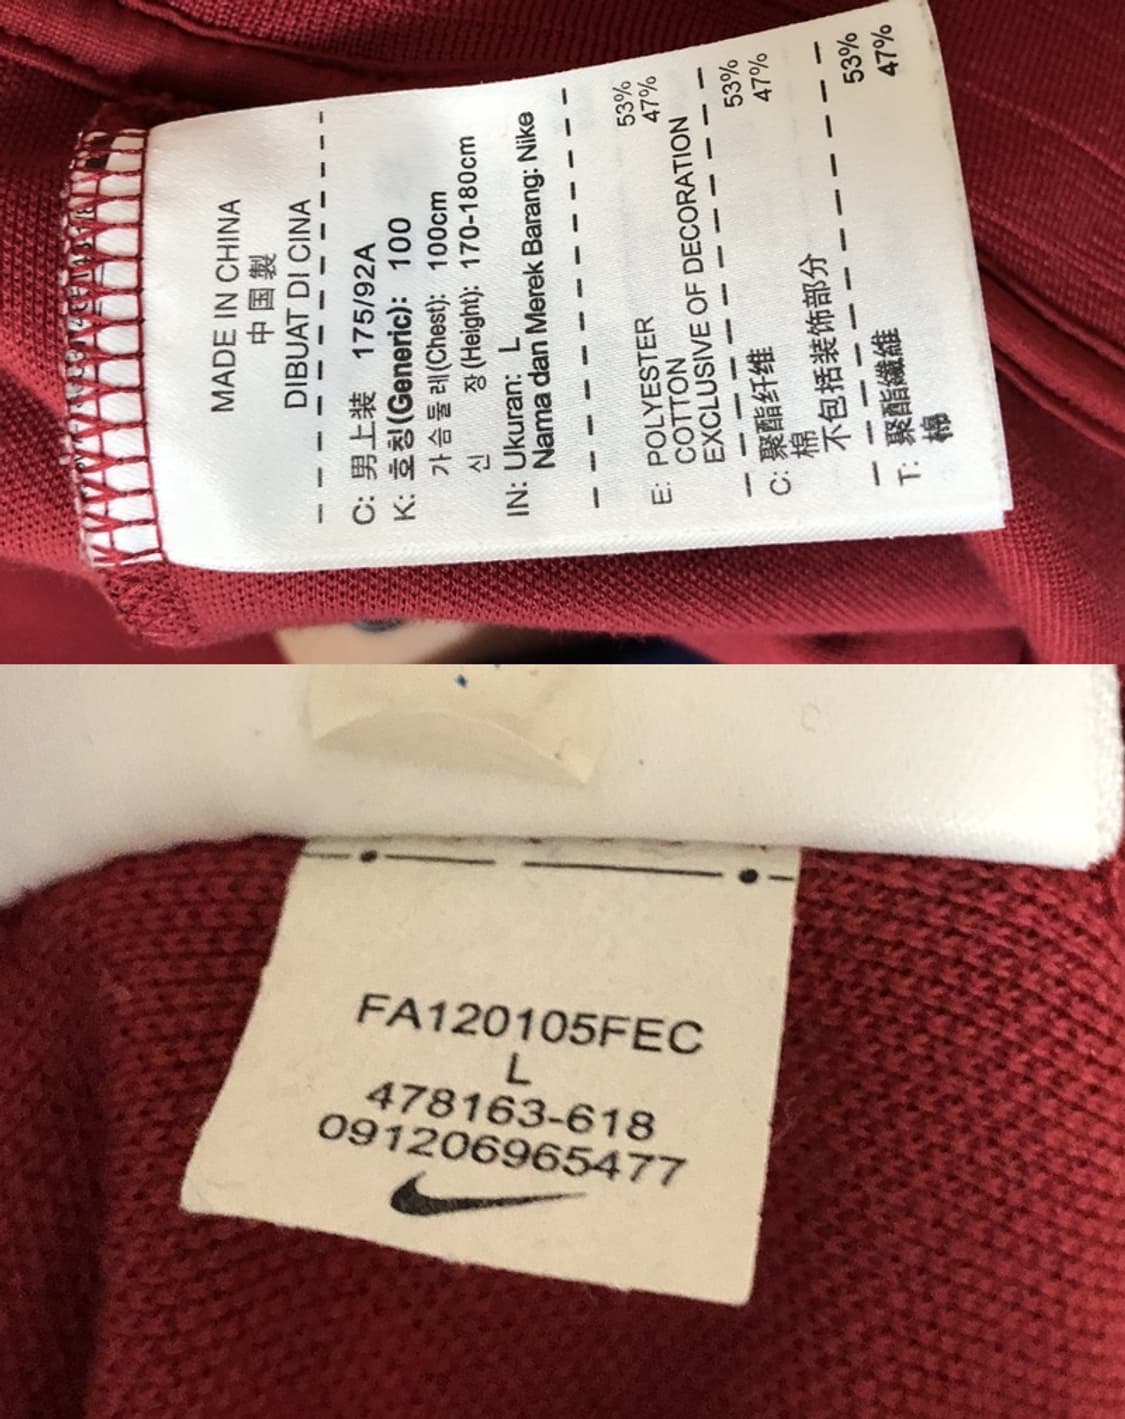 MADE IN CHINA
中国製
DIBUAT DI CINA
C: 男上装 175/92A
K: 호칭(Generic): 100
가슴둘레(Chest): 100cm
신 장(Height): 170-180cm
IN: Ukuran: L
Nama dan Merek Barang: Nike
E: POLYESTER 53%
COTTON 47%
EXCLUSIVE OF DECORATION
C: 聚酯纤维 53%
棉 47%
不包括装饰部分
T: 聚酯纖維 53%
棉 47%
FA120105FEC
L
478163-618
091206965477